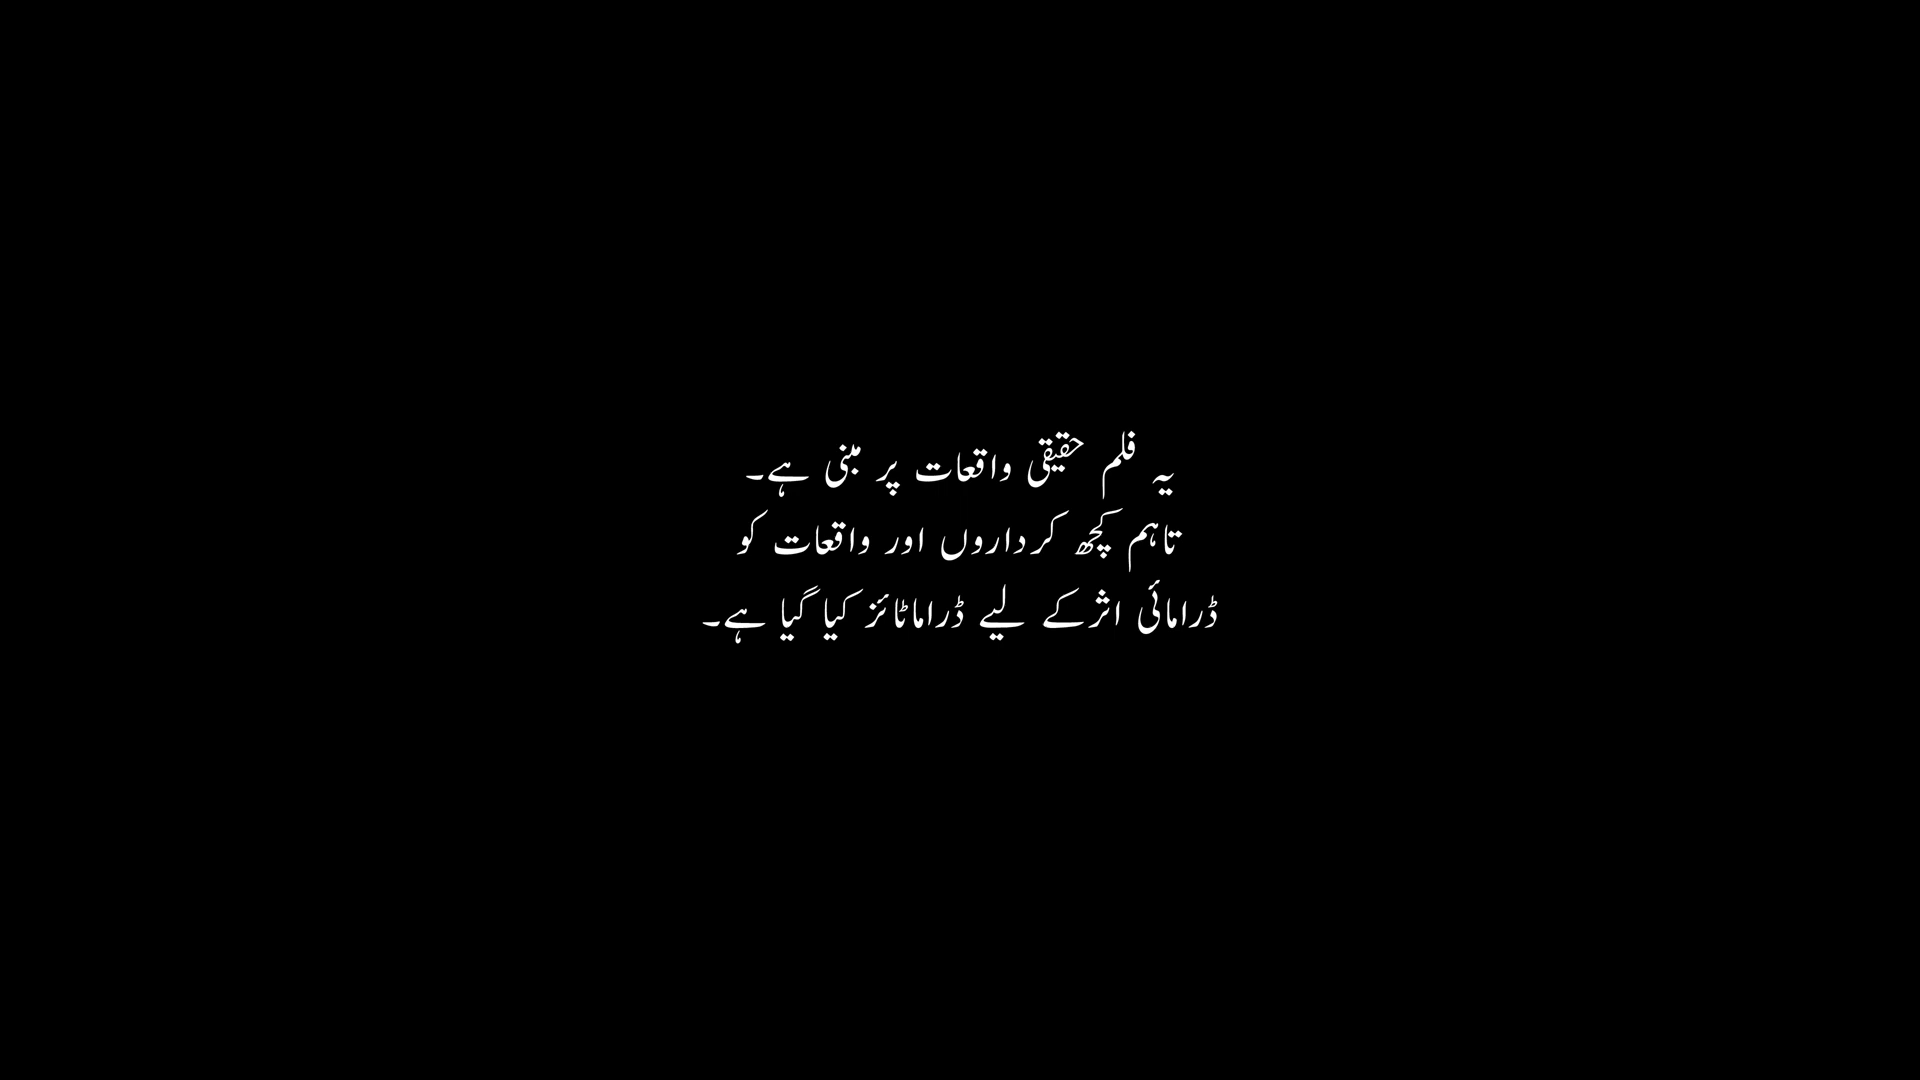 یہ فلم حقیقی واقعات پر مبنی ہے۔
تاہم کچھ کرداروں اور واقعات کو
ڈرامائی اثر کے لیے ڈراماٹائز کیا گیا ہے۔